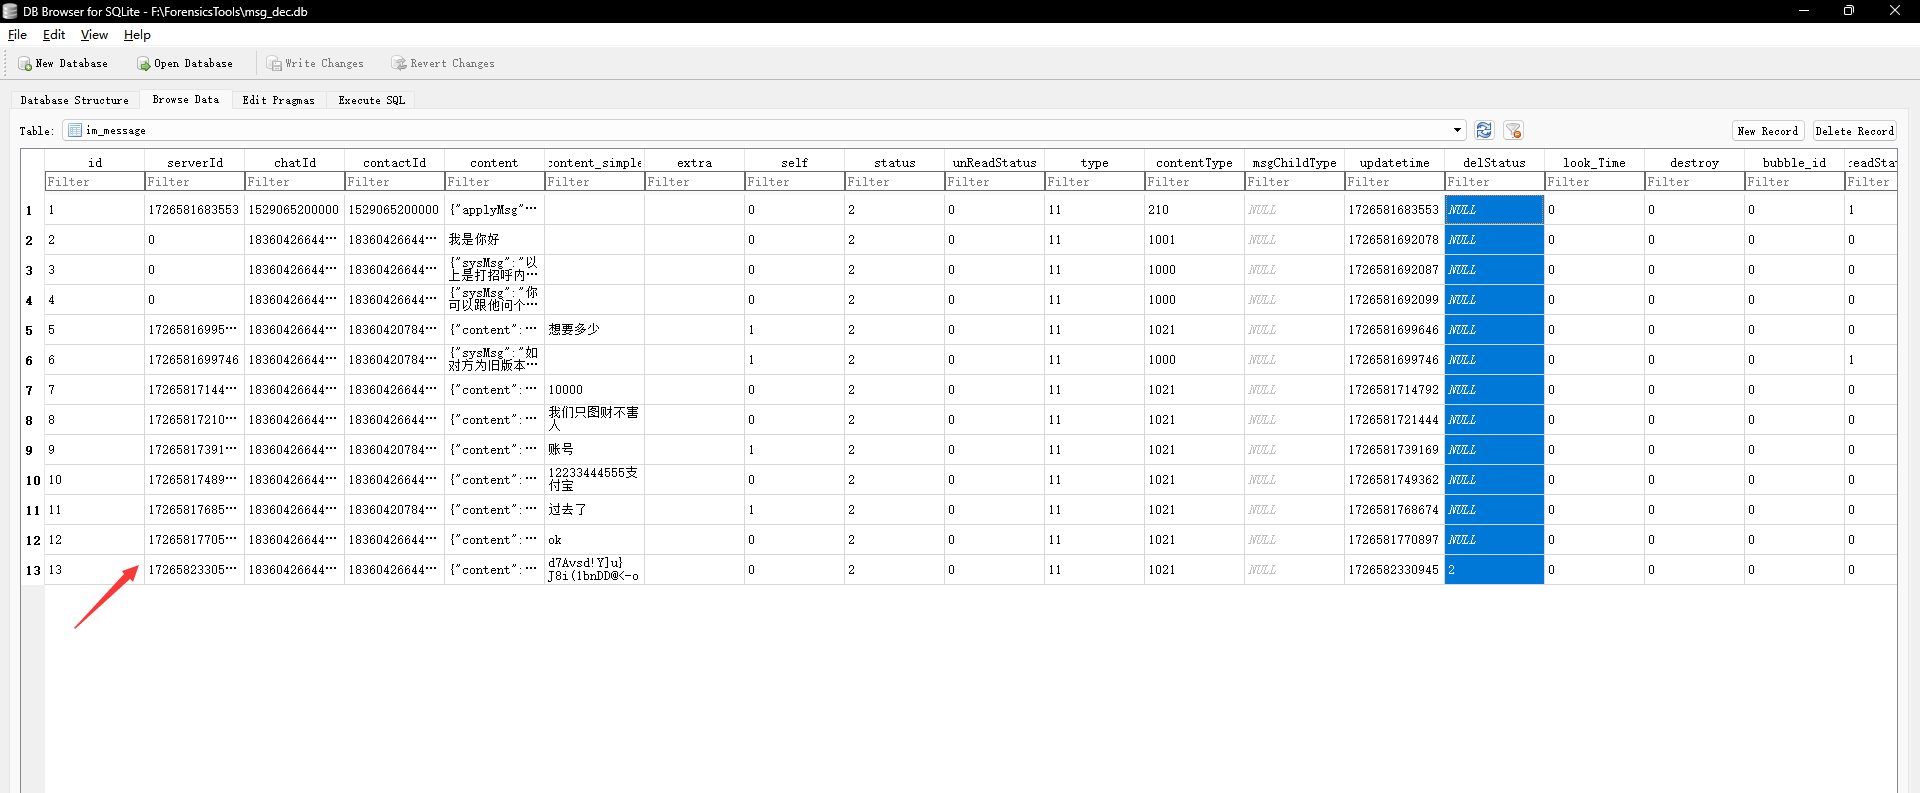 DB Browser for SQLite - F:\ForensicsTools\msg_dec.db
File Edit View Help
New Database Open Database Write Changes Revert Changes
Database Structure Browse Data Edit Pragmas Execute SQL
Table: im_message New Record Delete Record
id serverId chatId contactId content content_simple extra self status unReadStatus type contentType msgChildType updatetime delStatus look_Time destroy bubble_id readStat
Filter Filter Filter Filter Filter Filter Filter Filter Filter Filter Filter Filter Filter Filter Filter Filter Filter Filter Filter
1 1 1726581683553 1529065200000 1529065200000 {"applyMsg"… 0 2 0 11 210 NULL 1726581683553 NULL 0 0 0 1
2 2 0 18360426644… 18360426644… 我是你好 0 2 0 11 1001 NULL 1726581692078 NULL 0 0 0 0
3 3 0 18360426644… 18360426644… {"sysMsg":"以
上是打招呼内… 0 2 0 11 1000 NULL 1726581692087 NULL 0 0 0 0
4 4 0 18360426644… 18360426644… {"sysMsg":"你
可以跟他问个… 0 2 0 11 1000 NULL 1726581692099 NULL 0 0 0 0
5 5 17265816995… 18360426644… 18360420784… {"content":… 想要多少 1 2 0 11 1021 NULL 1726581699646 NULL 0 0 0 0
6 6 1726581699746 18360426644… 18360420784… {"sysMsg":"如
对方为旧版本… 1 2 0 11 1000 NULL 1726581699746 NULL 0 0 0 1
7 7 17265817144… 18360426644… 18360426644… {"content":… 10000 0 2 0 11 1021 NULL 1726581714792 NULL 0 0 0 0
8 8 17265817210… 18360426644… 18360426644… {"content":… 我们只图财不害
人 0 2 0 11 1021 NULL 1726581721444 NULL 0 0 0 0
9 9 17265817391… 18360426644… 18360420784… {"content":… 账号 1 2 0 11 1021 NULL 1726581739169 NULL 0 0 0 0
10 10 17265817489… 18360426644… 18360426644… {"content":… 12233444555支
付宝 0 2 0 11 1021 NULL 1726581749362 NULL 0 0 0 0
11 11 17265817685… 18360426644… 18360420784… {"content":… 过去了 1 2 0 11 1021 NULL 1726581768674 NULL 0 0 0 0
12 12 17265817705… 18360426644… 18360426644… {"content":… ok 0 2 0 11 1021 NULL 1726581770897 NULL 0 0 0 0
13 13 17265823305… 18360426644… 18360426644… {"content":… d7Avsd!Y]u}
J8i(1bnDD@<-o 0 2 0 11 1021 NULL 1726582330945 2 0 0 0 0